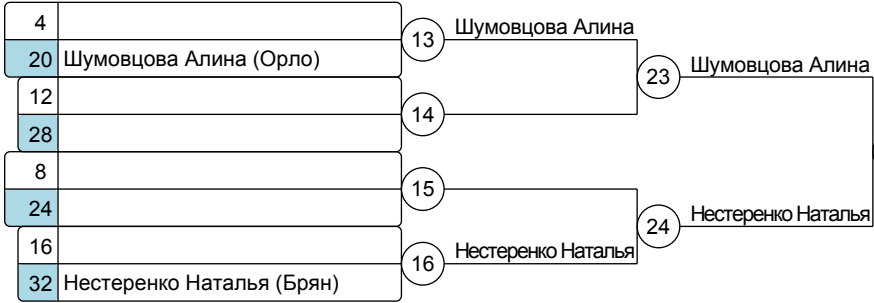 4
13
Шумовцова Алина
20 Шумовцова Алина (Орло)
23
Шумовцова Алина
12
14
28
8
15
24
24
Нестеренко Наталья
16
16
Нестеренко Наталья
32 Нестеренко Наталья (Брян)